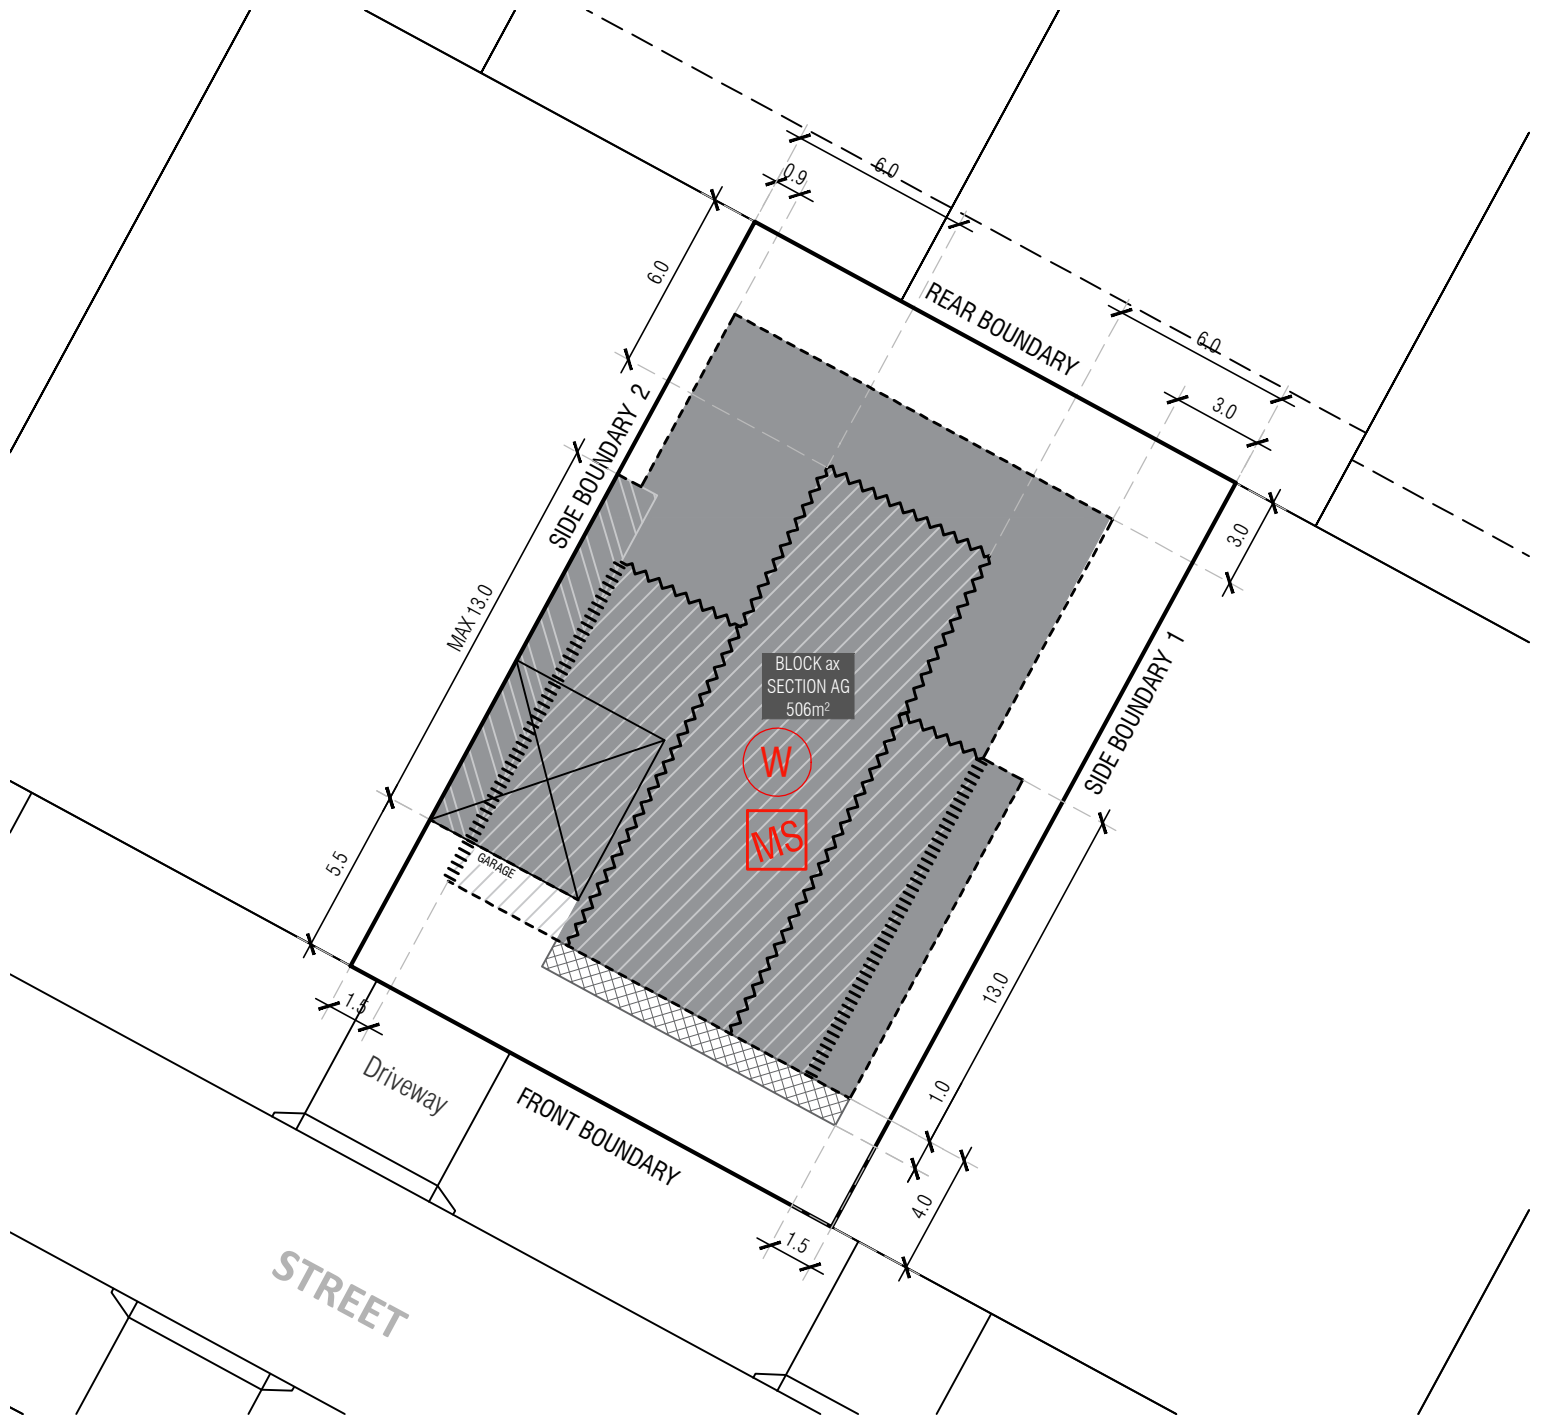 6.0
0.9
6.0
REAR BOUNDARY
6.0
3.0
SIDE BOUNDARY 2
3.0
MAX 13.0
SIDE BOUNDARY 1
BLOCK ax
SECTION AG
506m²
W
MS
5.5
GARAGE
13.0
1.5
1.0
Driveway
FRONT BOUNDARY
4.0
1.5
STREET